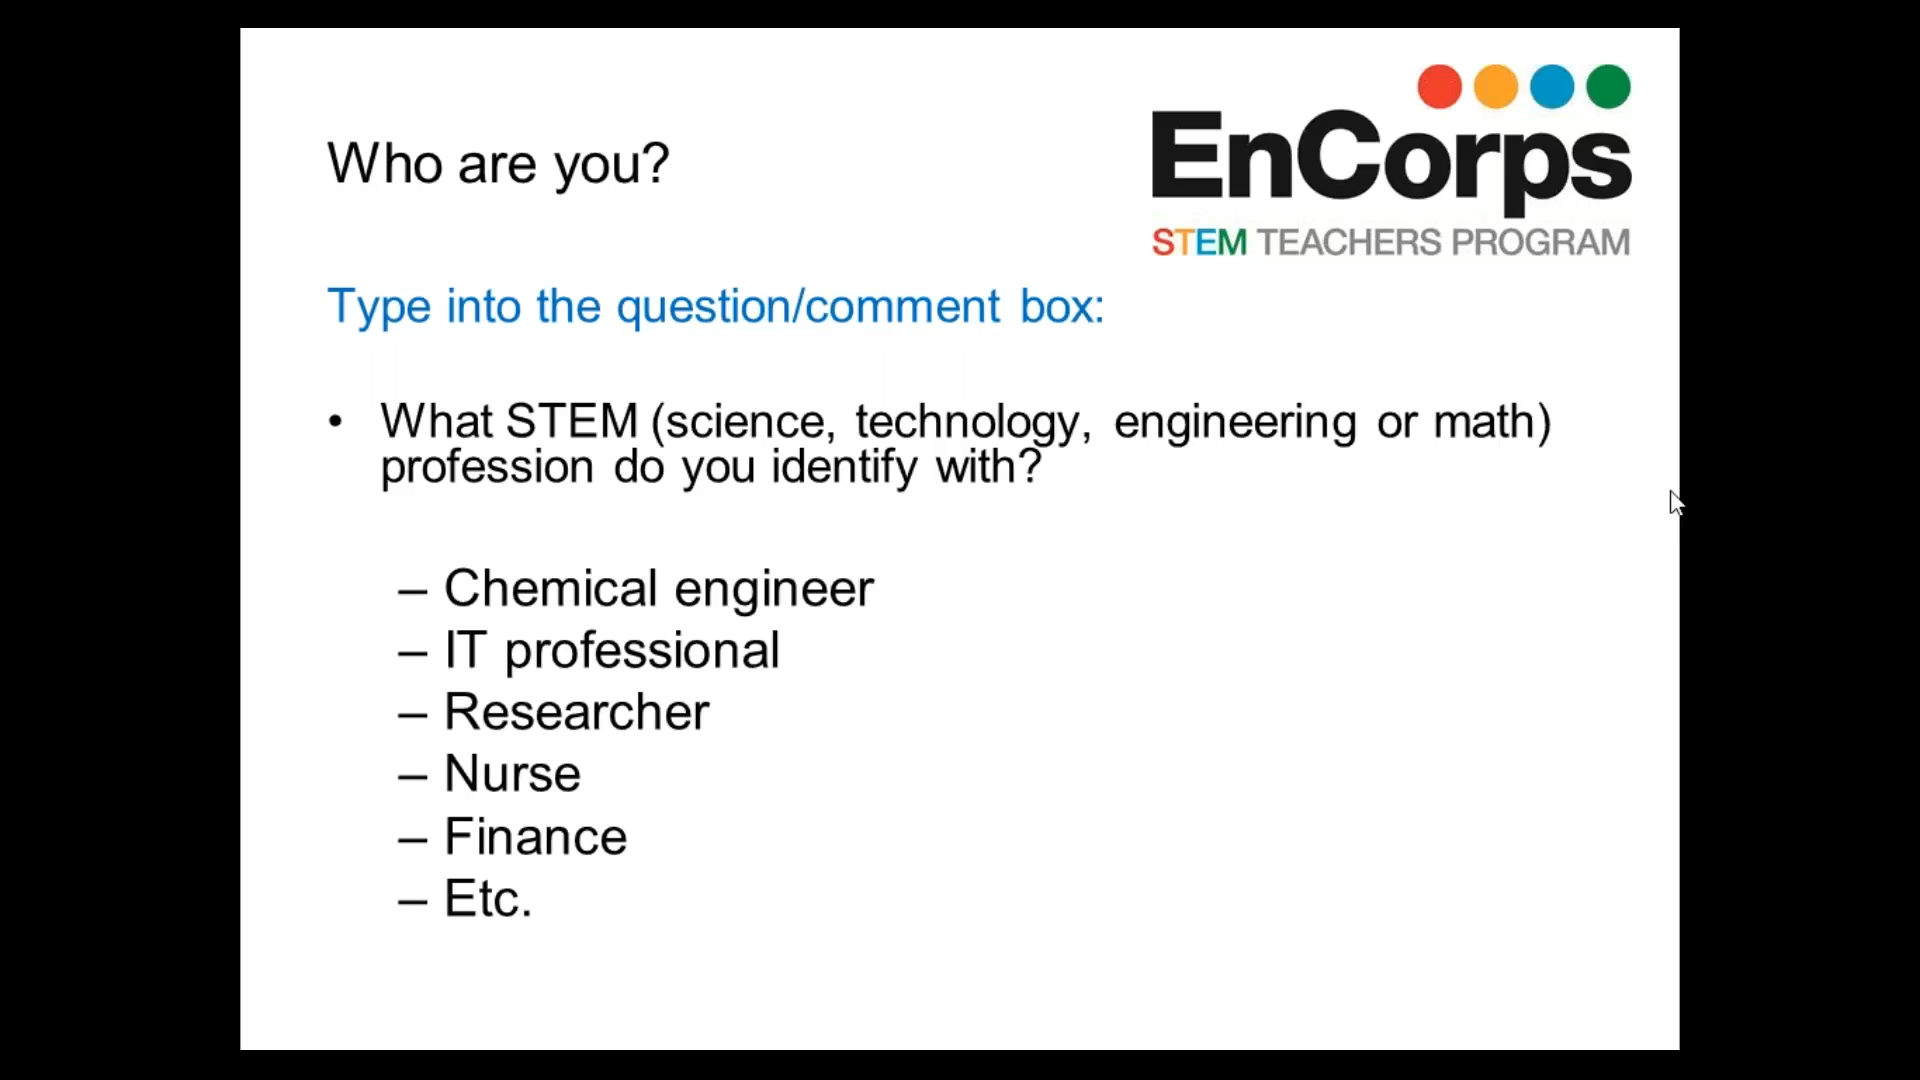 EnCorps
STEM TEACHERS PROGRAM
Who are you?
Type into the question/comment box:
• What STEM (science, technology, engineering or math)
profession do you identify with?
– Chemical engineer
– IT professional
– Researcher
– Nurse
– Finance
– Etc.